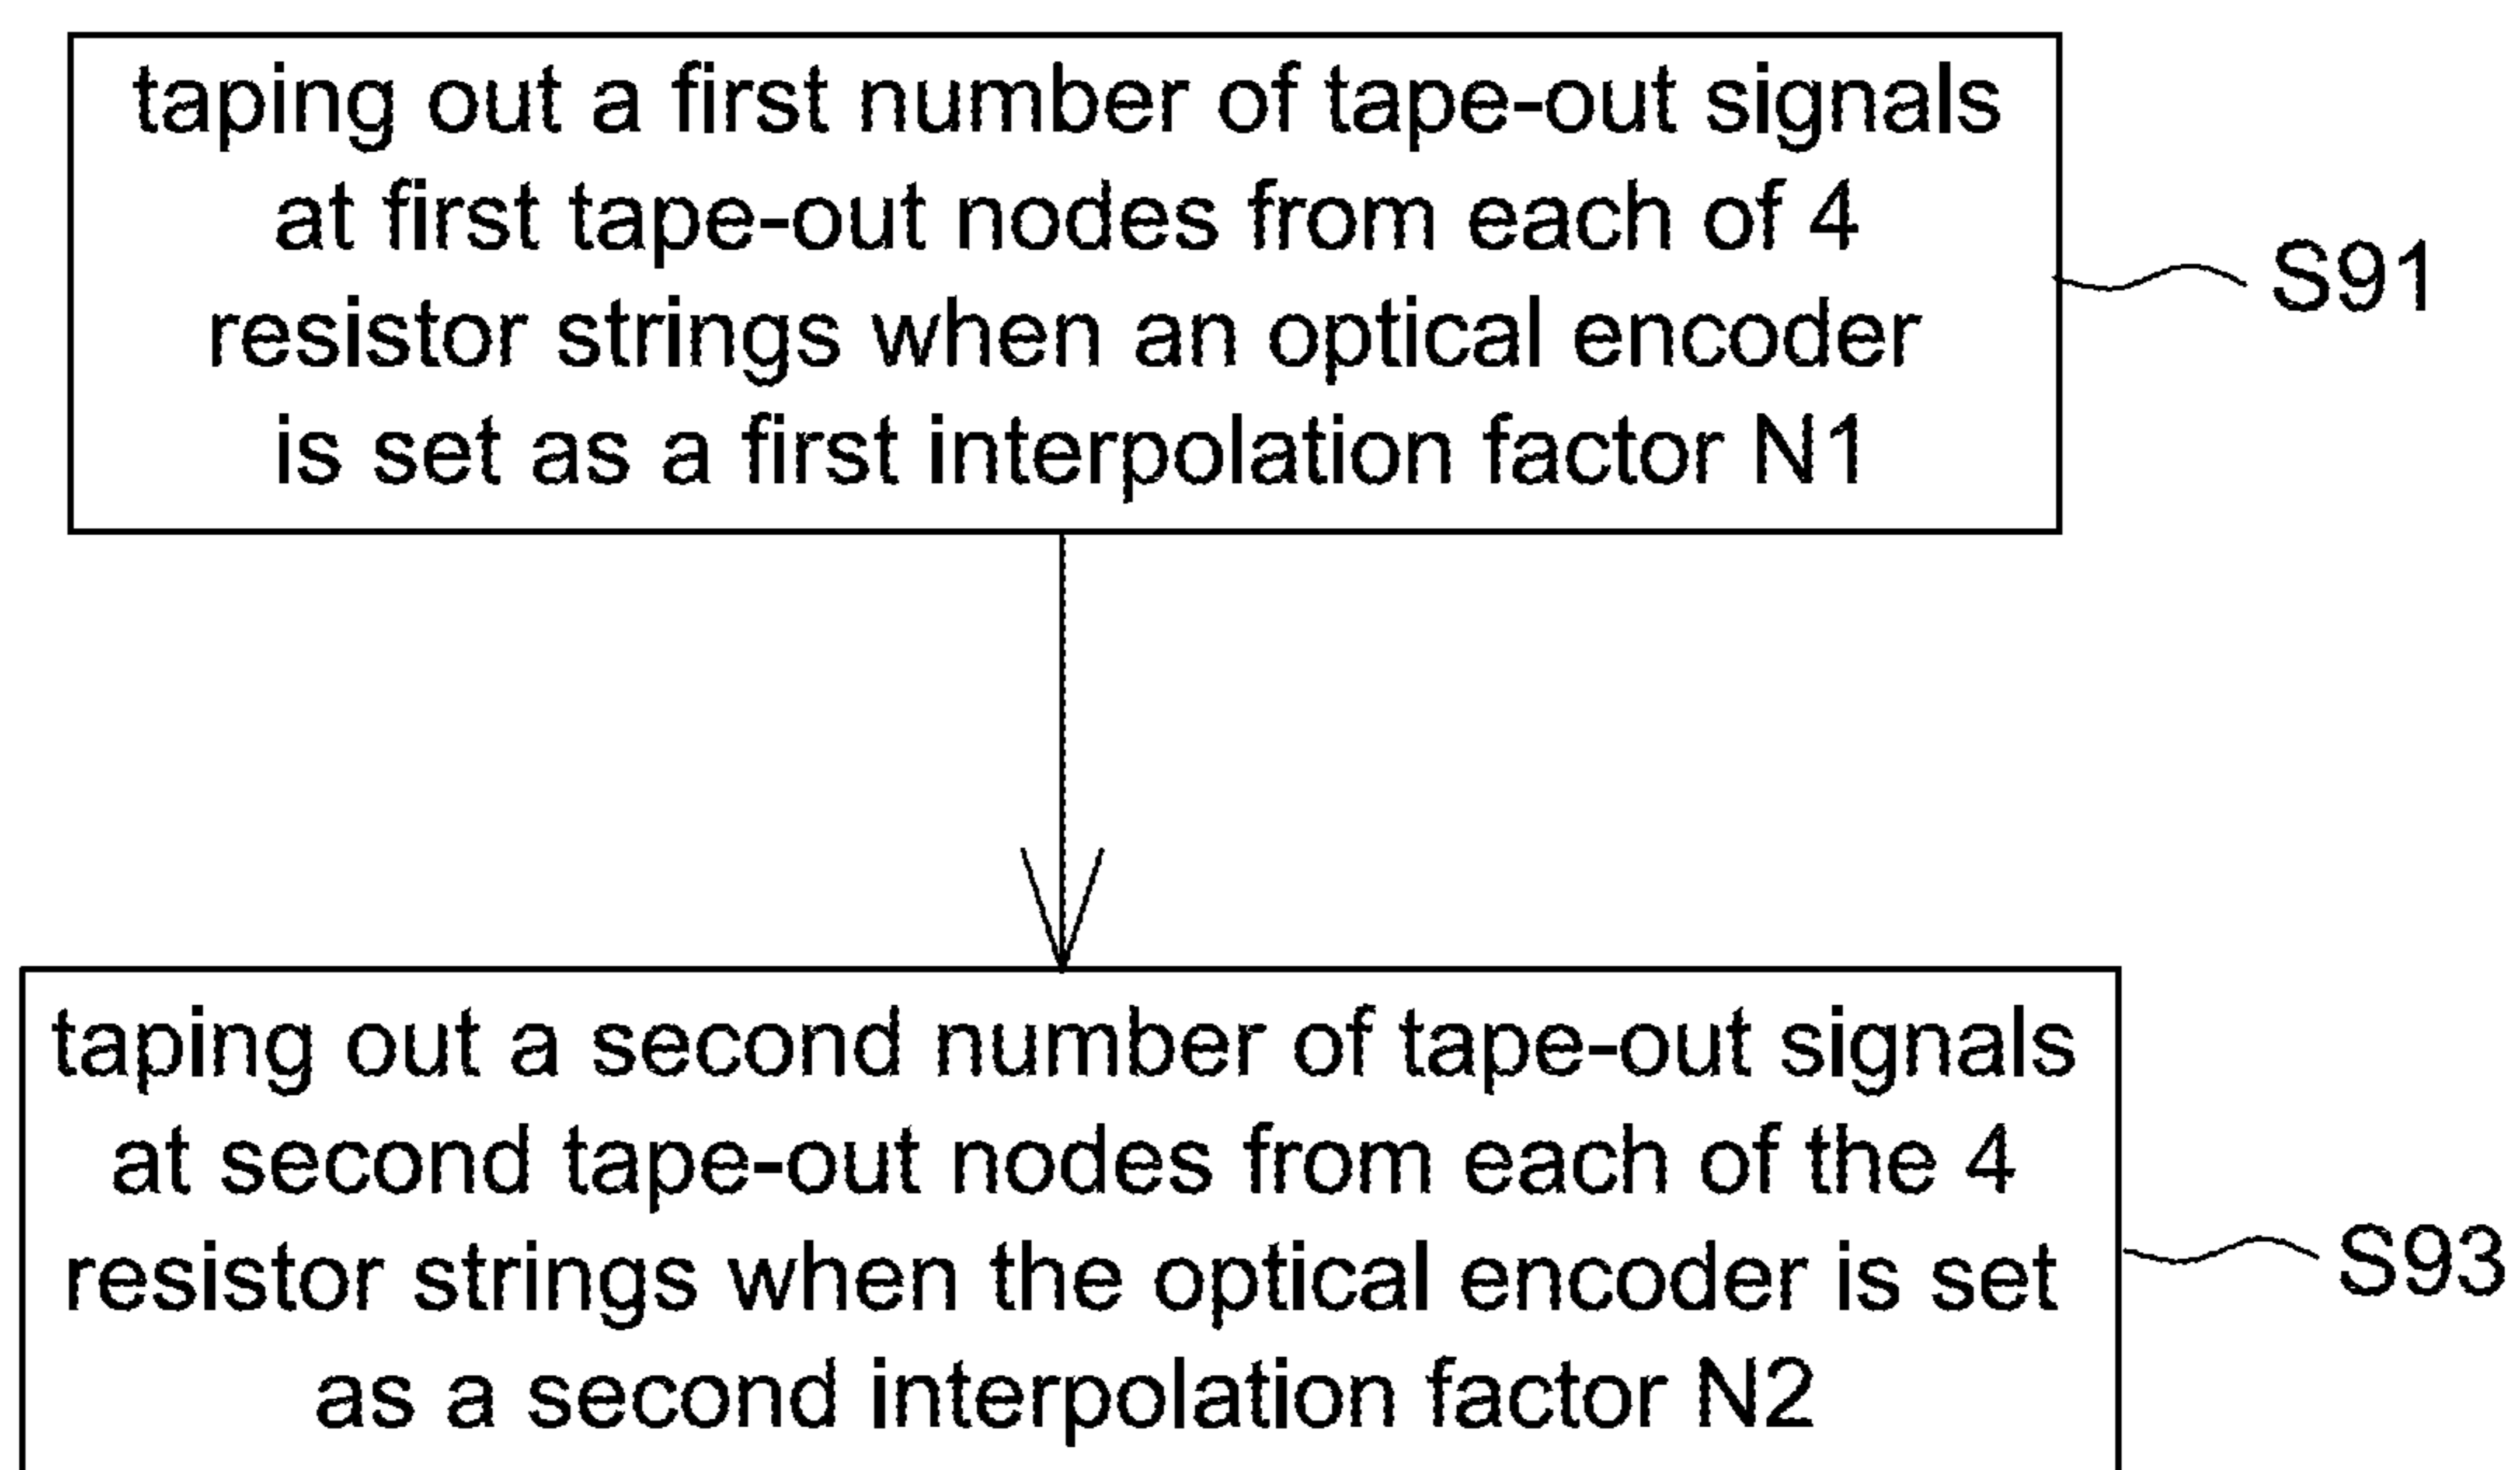 taping out a first number of tape-out signals
at first tape-out nodes from each of 4
resistor strings when an optical encoder
is set as a first interpolation factor N1
S91
taping out a second number of tape-out signals
at second tape-out nodes from each of the 4
resistor strings when the optical encoder is set
as a second interpolation factor N2
S93